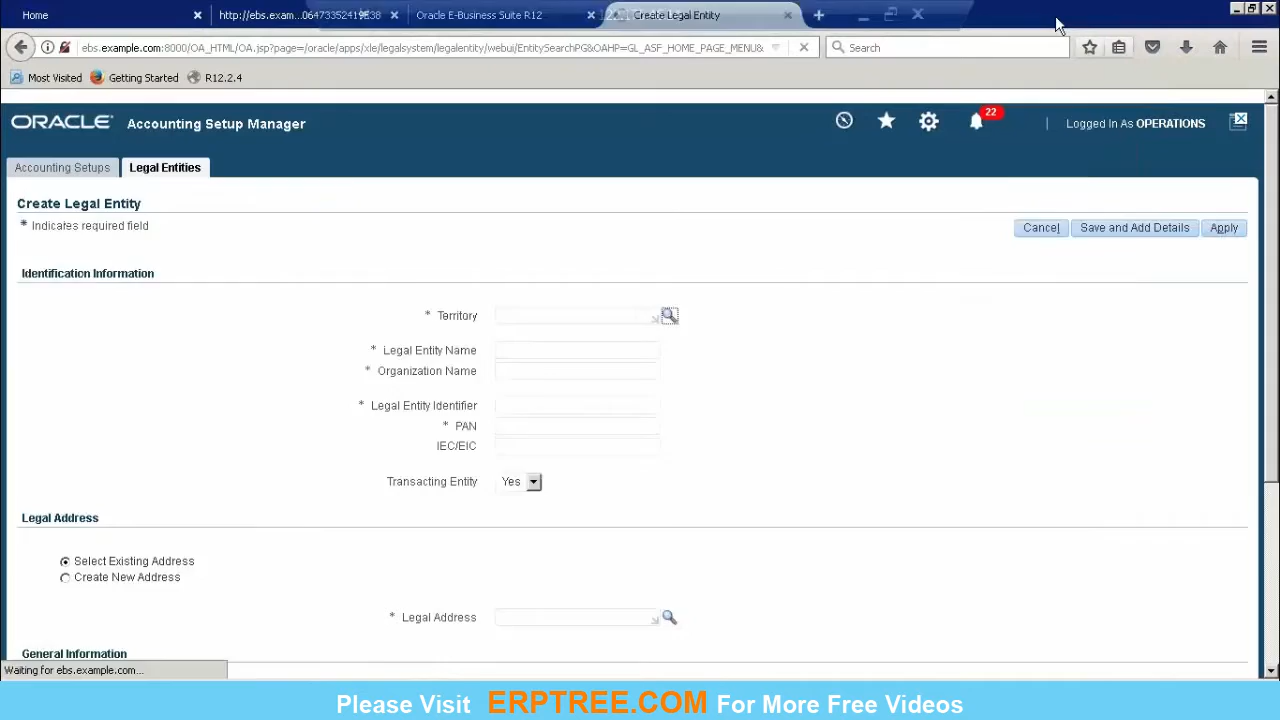 Home
http://ebs.exam...06473352419E38
Oracle E-Business Suite R12
Create Legal Entity
ebs.example.com:8000/OA_HTML/OA.jsp?page=/oracle/apps/xle/legalsystem/legalentity/webui/EntitySearchPG&OAHP=GL_ASF_HOME_PAGE_MENU&
Search
Most Visited
Getting Started
R12.2.4
ORACLE
Accounting Setup Manager
22
Logged In As OPERATIONS
Accounting Setups
Legal Entities
Create Legal Entity
* Indicates required field
Cancel
Save and Add Details
Apply
Identification Information
* Territory
* Legal Entity Name
* Organization Name
* Legal Entity Identifier
* PAN
IEC/EIC
Transacting Entity Yes
Legal Address
Select Existing Address
Create New Address
* Legal Address
General Information
Waiting for ebs.example.com...
Please Visit ERPTREE.COM For More Free Videos